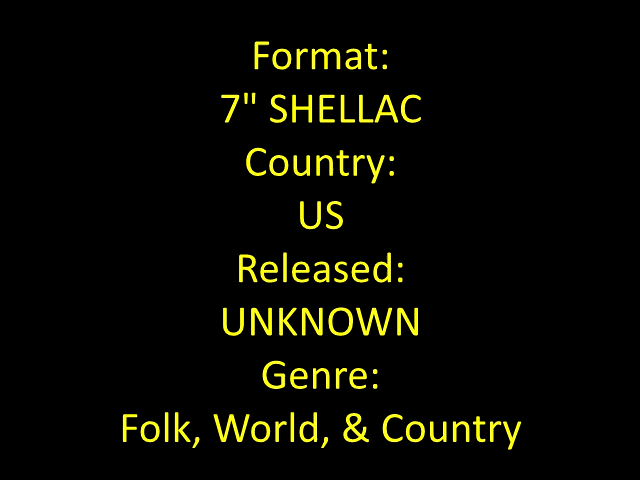 Format:
7" SHELLAC
Country:
US
Released:
UNKNOWN
Genre:
Folk, World, & Country